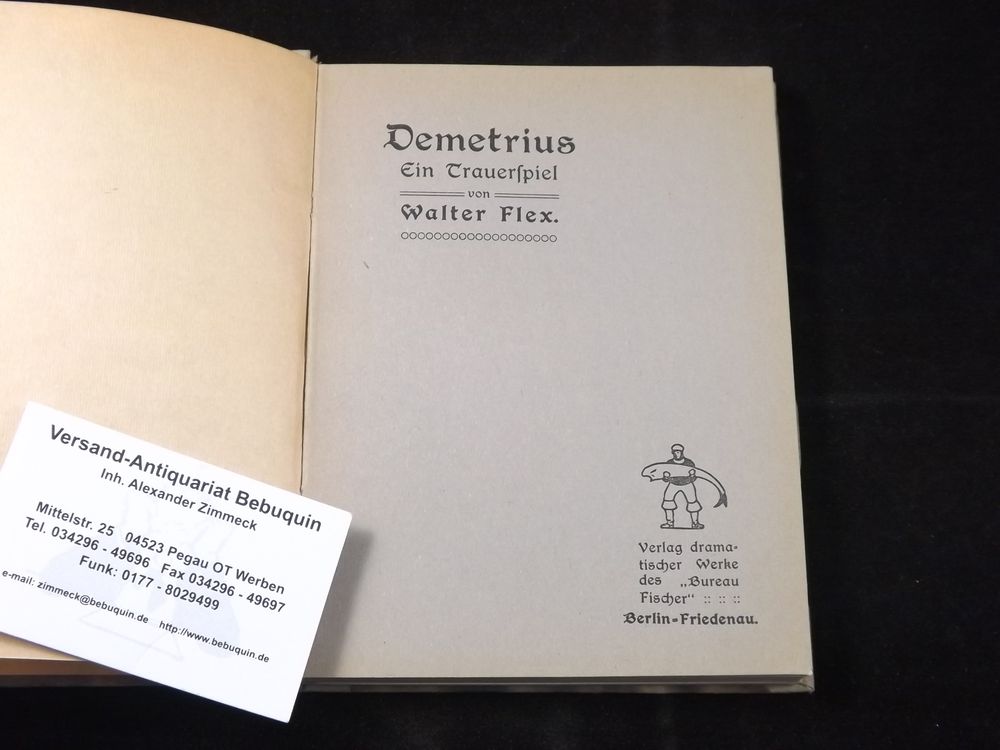 Demetrius
Ein Trauerſpiel
von
Walter Flex.
Verlag drama-
tischer Werke
des „Bureau
Fischer“ :: :: ::
Berlin-Friedenau.
Versand-Antiquariat Bebuquin
Inh. Alexander Zimmeck
Mittelstr. 25 04523 Pegau OT Werben
Tel. 034296 - 49696 Fax 034296 - 49697
Funk: 0177 - 8029499
e-mail: zimmeck@bebuquin.de http://www.bebuquin.de